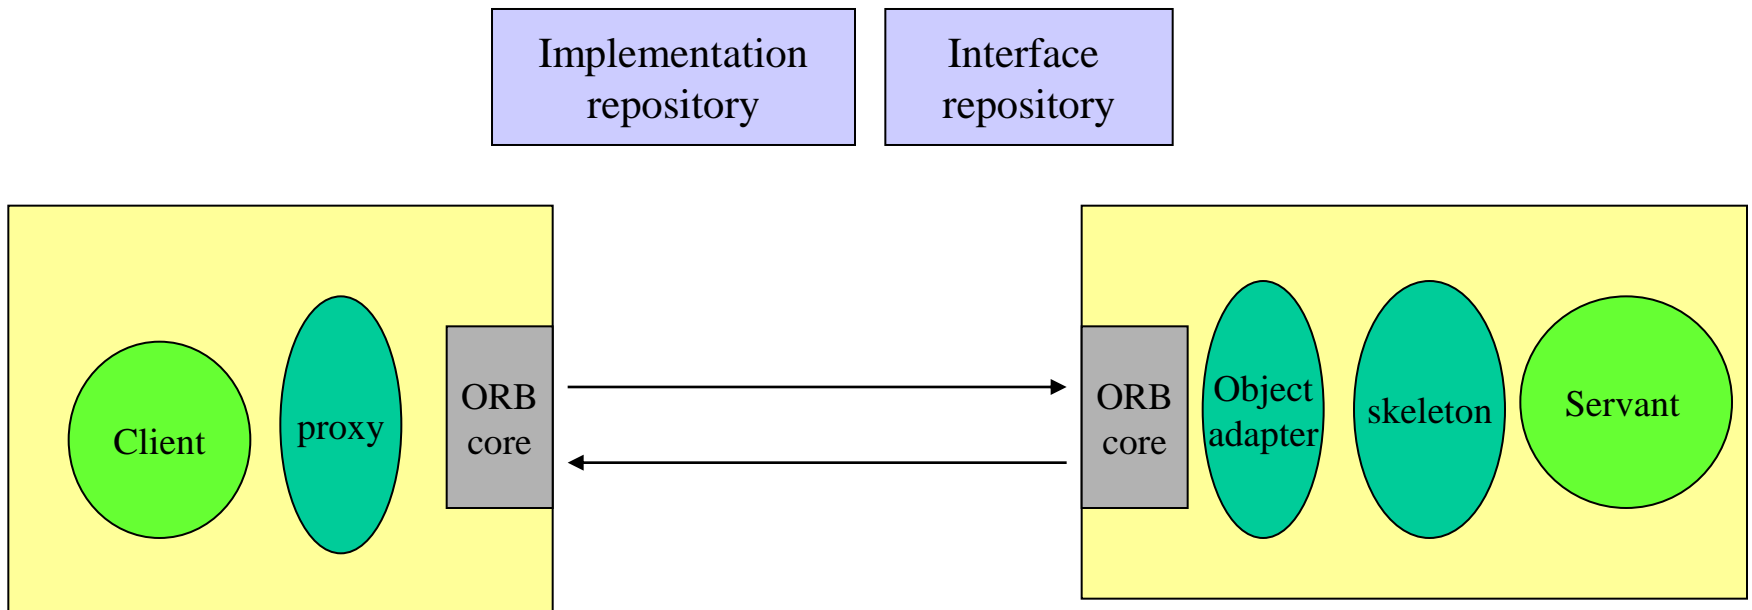 Implementation
repository
Interface
repository
Client
proxy
ORB
core
ORB
core
Object
adapter
skeleton
Servant